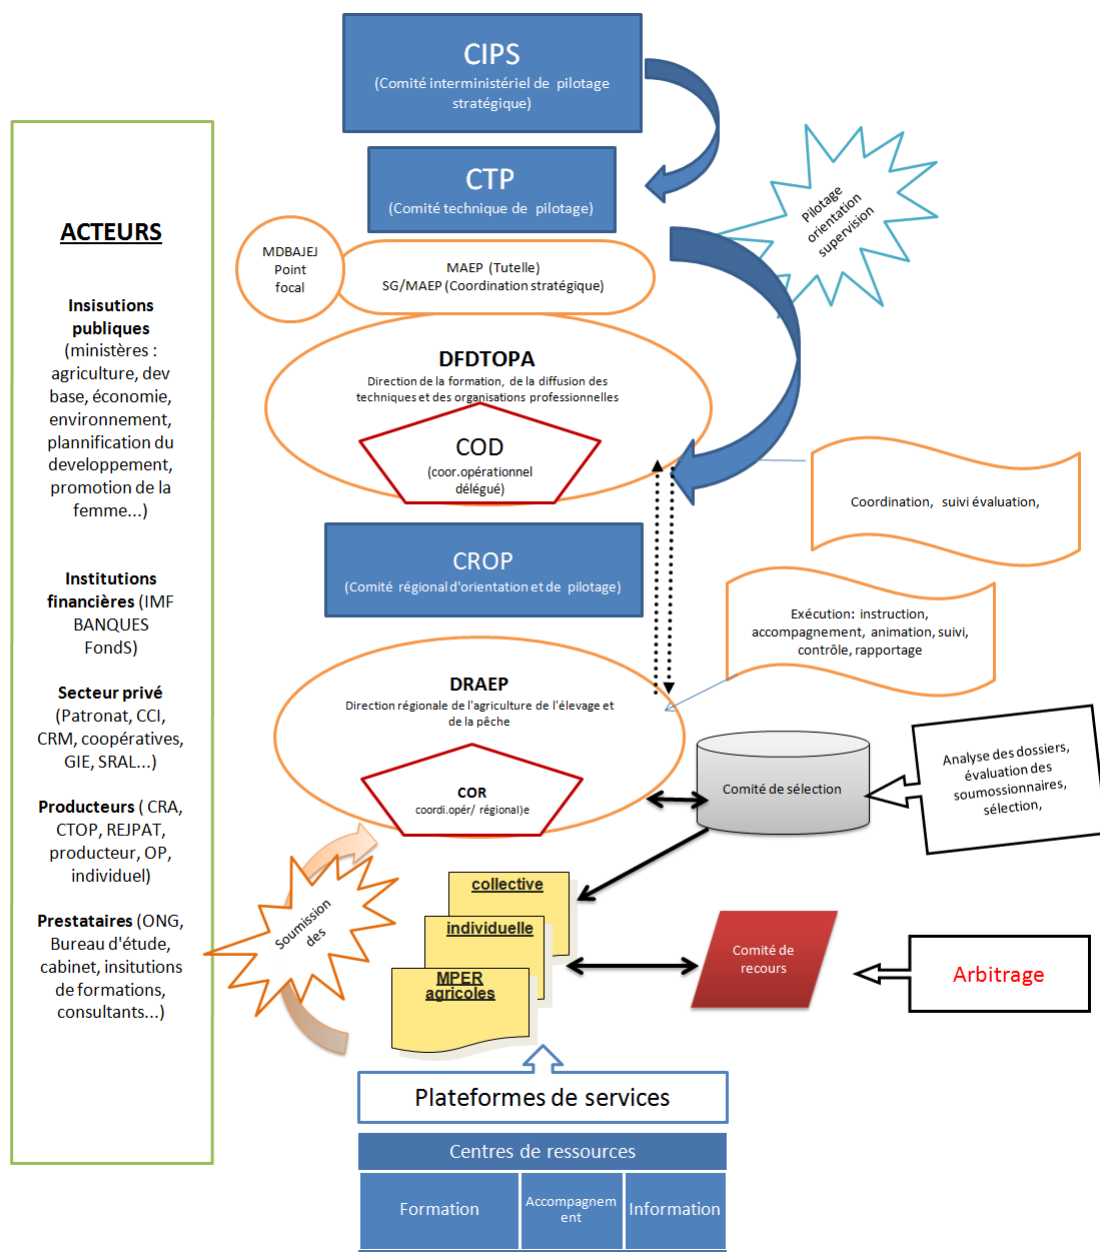 CIPS
(Comité interministériel de pilotage
stratégique)
CTP
(Comité technique de pilotage)
Pilotage
orientation
supervision
ACTEURS
Insisutions
publiques
(ministères :
agriculture, dev
base, économie,
environnement,
plannification du
developpement,
promotion de la
femme...)
Institutions
financières (IMF
BANQUES
FondS)
Secteur privé
(Patronat, CCI,
CRM, coopératives,
GIE, SRAL...)
Producteurs ( CRA,
CTOP, REJPAT,
producteur, OP,
individuel)
Prestataires (ONG,
Bureau d'étude,
cabinet, insitutions
de formations,
consultants...)
MDBAJEJ
Point
focal
MAEP (Tutelle)
SG/MAEP (Coordination stratégique)
DFDTOPA
Direction de la formation, de la diffusion des
techniques et des organisations professionnelles
COD
(coor.opérationnel
délégué)
Coordination, suivi évaluation,
CROP
(Comité régional d'orientation et de pilotage)
Exécution: instruction,
accompagnement, animation, suivi,
contrôle, rapportage
DRAEP
Direction régionale de l'agriculture de l'élevage et
de la pêche
COR
coordi.opér/ régional)e
Comité de sélection
Analyse des dossiers,
évaluation des
soumossionnaires,
sélection,
Soumission
des
collective
individuelle
MPER
agricoles
Comité de
recours
Arbitrage
Plateformes de services
Centres de ressources
Formation
Accompagnem
ent
Information